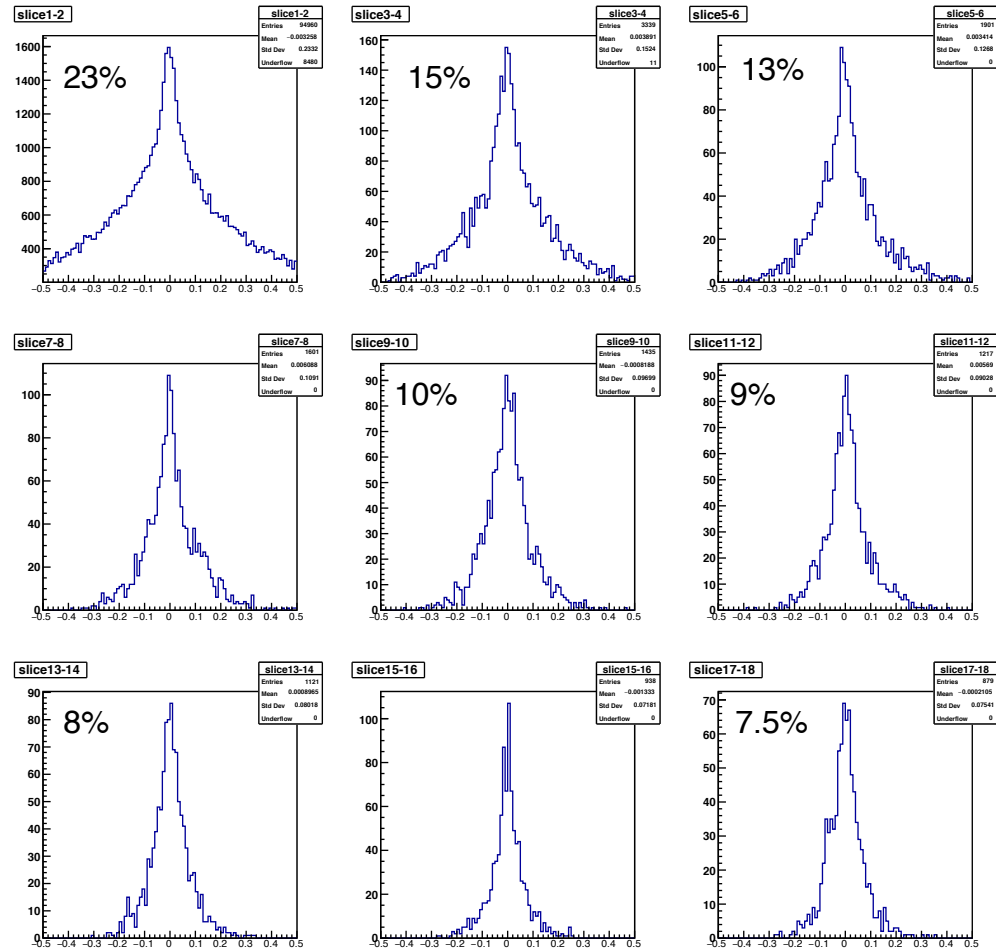 slice1-2
slice1-2
Entries 94960
Mean −0.003258
Std Dev 0.2332
Underflow 8480
23%
1600
1400
1200
1000
800
600
400
−0.5 −0.4 −0.3 −0.2 −0.1 0 0.1 0.2 0.3 0.4 0.5
slice3-4
slice3-4
Entries 3339
Mean 0.003891
Std Dev 0.1524
Underflow 11
15%
160
140
120
100
80
60
40
20
0
−0.5 −0.4 −0.3 −0.2 −0.1 0 0.1 0.2 0.3 0.4 0.5
slice5-6
slice5-6
Entries 1901
Mean 0.003414
Std Dev 0.1268
Underflow 0
13%
100
80
60
40
20
0
−0.5 −0.4 −0.3 −0.2 −0.1 0 0.1 0.2 0.3 0.4 0.5
slice7-8
slice7-8
Entries 1601
Mean 0.006088
Std Dev 0.1091
Underflow 0
100
80
60
40
20
0
−0.5 −0.4 −0.3 −0.2 −0.1 0 0.1 0.2 0.3 0.4 0.5
slice9-10
slice9-10
Entries 1435
Mean −0.0008188
Std Dev 0.09699
Underflow 0
10%
90
80
70
60
50
40
30
20
10
0
−0.5 −0.4 −0.3 −0.2 −0.1 0 0.1 0.2 0.3 0.4 0.5
slice11-12
slice11-12
Entries 1217
Mean 0.00569
Std Dev 0.09028
Underflow 0
9%
90
80
70
60
50
40
30
20
10
0
−0.5 −0.4 −0.3 −0.2 −0.1 0 0.1 0.2 0.3 0.4 0.5
slice13-14
slice13-14
Entries 1121
Mean 0.0008965
Std Dev 0.08018
Underflow 0
8%
90
80
70
60
50
40
30
20
10
0
−0.5 −0.4 −0.3 −0.2 −0.1 0 0.1 0.2 0.3 0.4 0.5
slice15-16
slice15-16
Entries 938
Mean −0.001333
Std Dev 0.07181
Underflow 0
100
80
60
40
20
0
−0.5 −0.4 −0.3 −0.2 −0.1 0 0.1 0.2 0.3 0.4 0.5
slice17-18
slice17-18
Entries 879
Mean −0.0002105
Std Dev 0.07541
Underflow 0
7.5%
70
60
50
40
30
20
10
0
−0.5 −0.4 −0.3 −0.2 −0.1 0 0.1 0.2 0.3 0.4 0.5